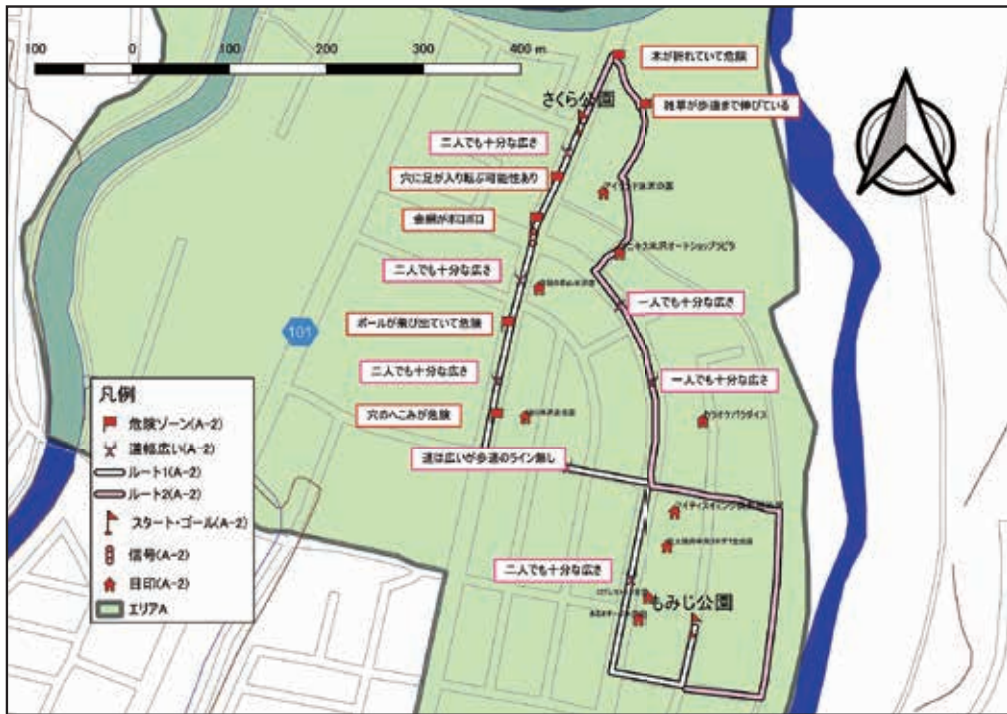 100 0 100 200 300 400 m
木が折れていて危険
さくら公園
雑草が歩道まで伸びている
二人でも十分な広さ
穴に足が入り転ぶ可能性あり
金網がボロボロ
二人でも十分な広さ
一人でも十分な広さ
101
ポールが飛び出ていて危険
二人でも十分な広さ
一人でも十分な広さ
穴のへこみが危険
カラオケパラダイス
道は広いが歩道のライン無し
二人でも十分な広さ
もみじ公園
凡例
危険ゾーン(A-2)
道幅広い(A-2)
ルート1(A-2)
ルート2(A-2)
スタート・ゴール(A-2)
信号(A-2)
目印(A-2)
エリアA